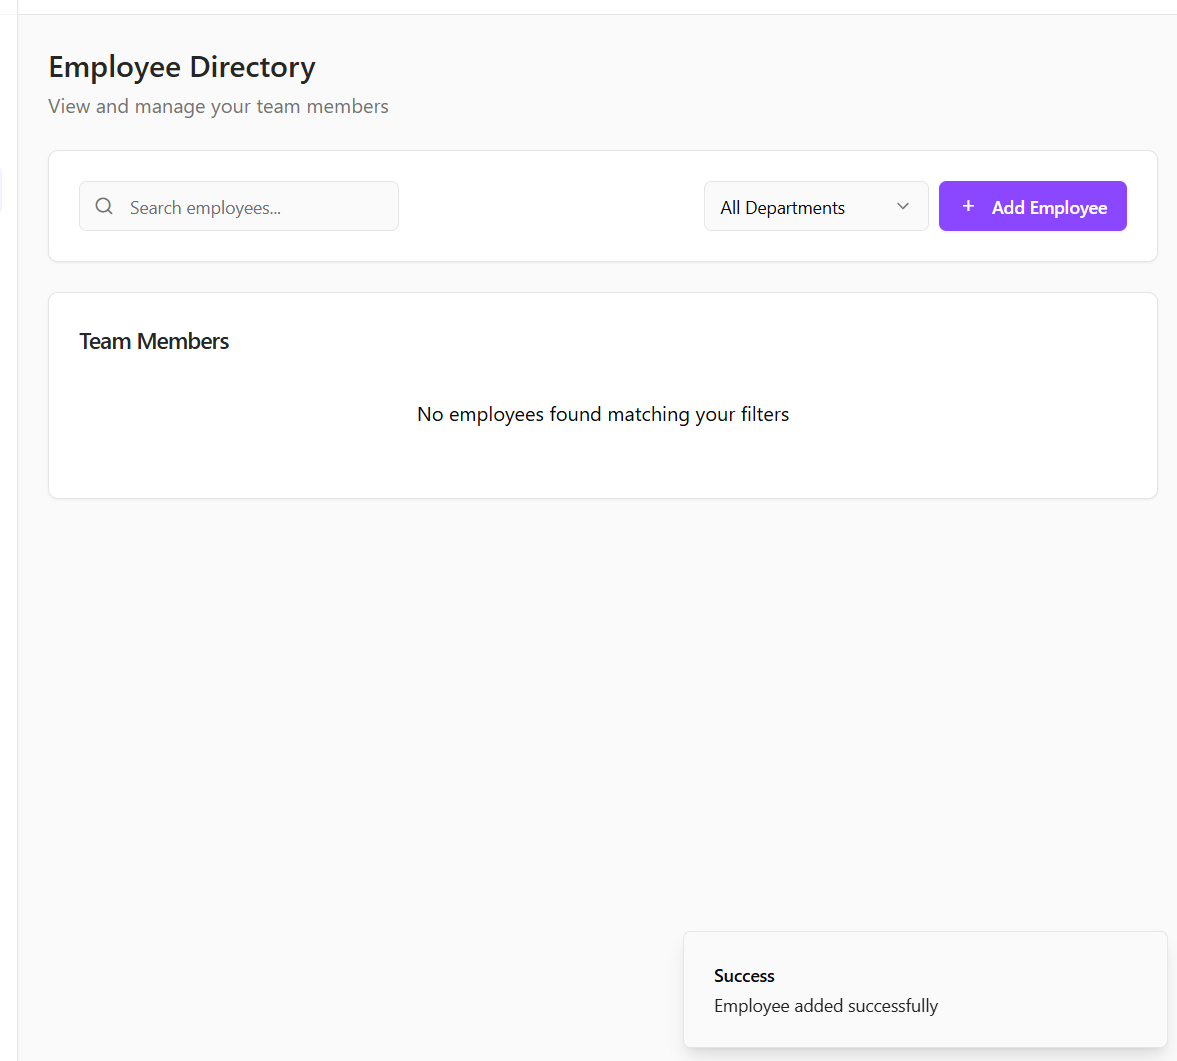 Employee Directory
View and manage your team members
Search employees...
All Departments
+ Add Employee
Team Members
No employees found matching your filters
Success
Employee added successfully